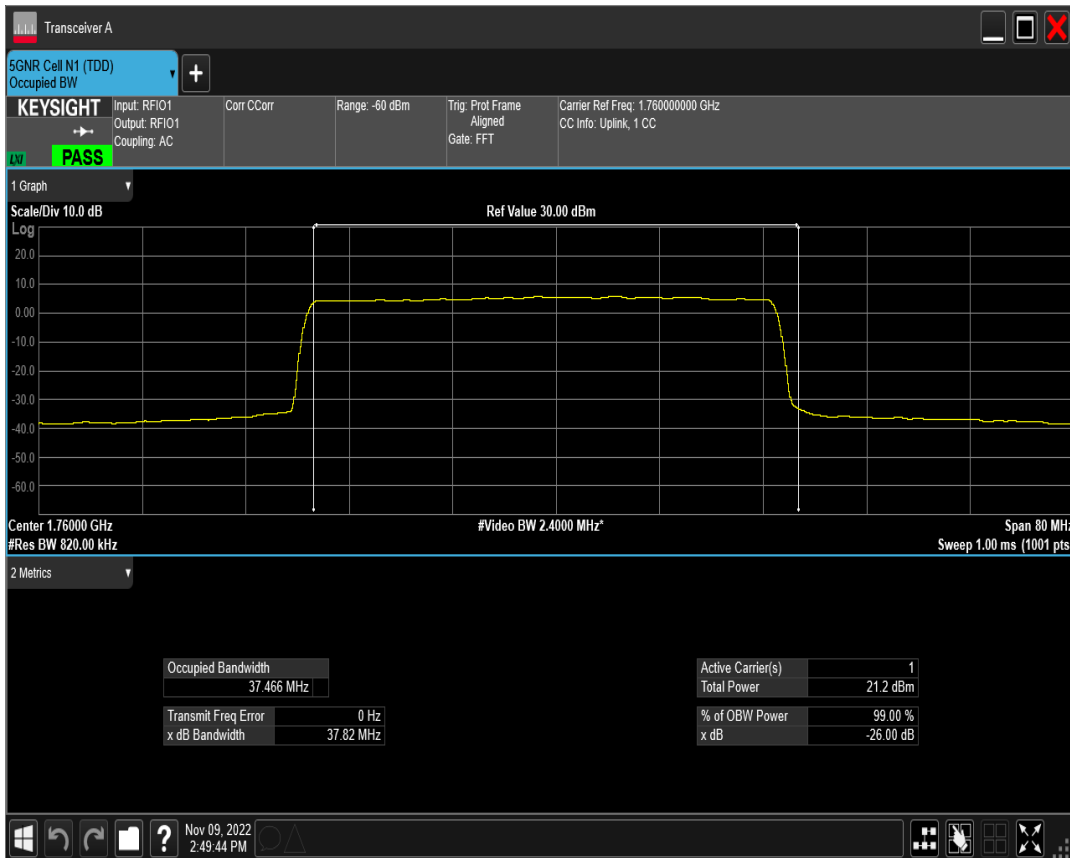 Transceiver A
5GNR Cell N1 (TDD)
Occupied BW
+
KEYSIGHT
LXI
PASS
Input: RFIO1
Output: RFIO1
Coupling: AC
Corr CCorr
Range: -60 dBm
Trig: Prot Frame
Aligned
Gate: FFT
Carrier Ref Freq: 1.760000000 GHz
CC Info: Uplink, 1 CC
1 Graph
Scale/Div 10.0 dB
Ref Value 30.00 dBm
Log
20.0
10.0
0.00
-10.0
-20.0
-30.0
-40.0
-50.0
-60.0
Center 1.76000 GHz
#Video BW 2.4000 MHz*
Span 80 MHz
#Res BW 820.00 kHz
Sweep 1.00 ms (1001 pts
2 Metrics
Occupied Bandwidth
37.466 MHz
Transmit Freq Error 0 Hz
x dB Bandwidth 37.82 MHz
Active Carrier(s) 1
Total Power 21.2 dBm
% of OBW Power 99.00 %
x dB -26.00 dB
?
Nov 09, 2022
2:49:44 PM